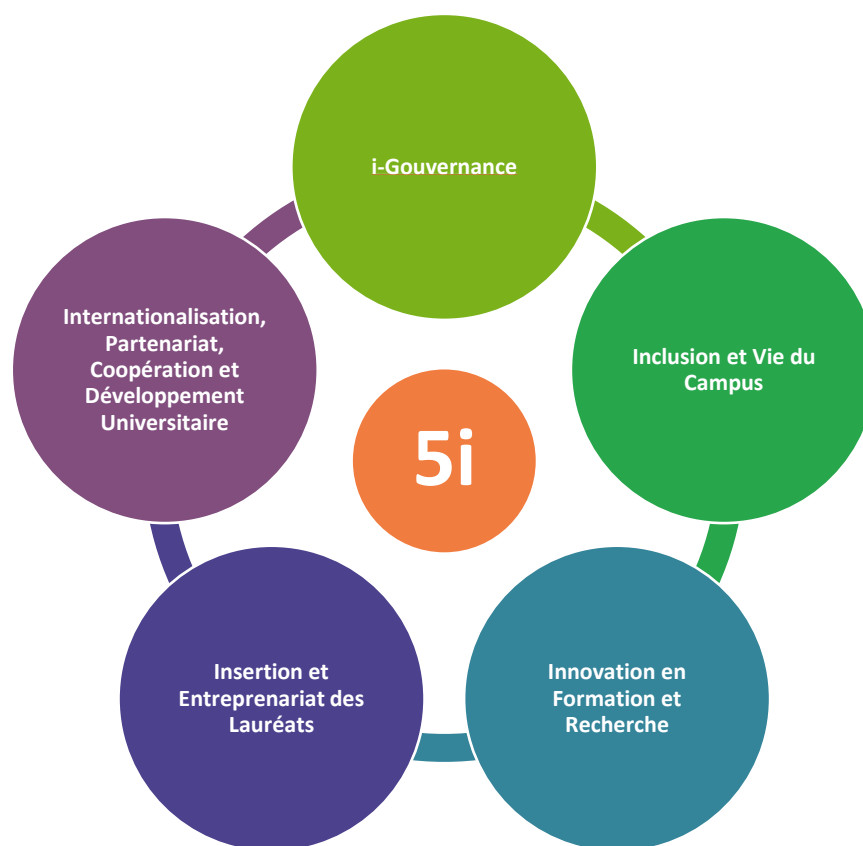 i-Gouvernance
Inclusion et Vie du
Campus
Innovation en
Formation et
Recherche
Insertion et
Entreprenariat des
Lauréats
Internationalisation,
Partenariat,
Coopération et
Développement
Universitaire
5i